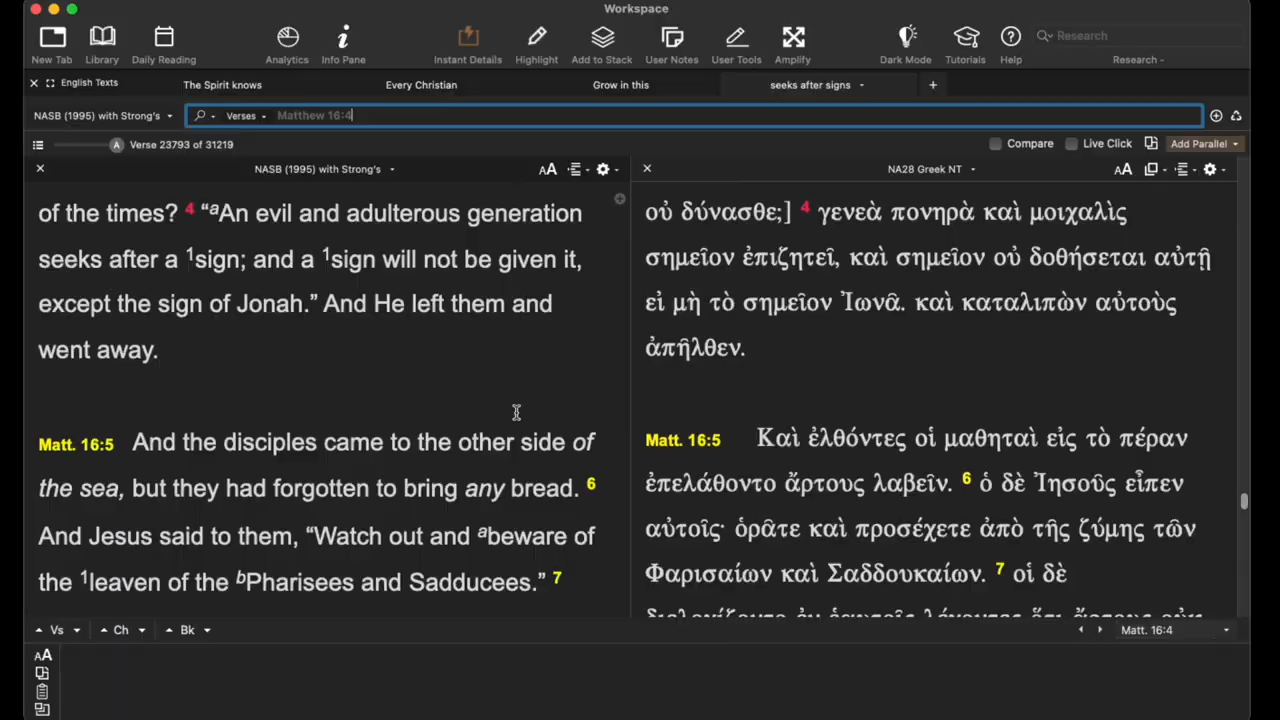 Workspace
New Tab Library Daily Reading Analytics Info Pane Instant Details Highlight Add to Stack User Notes User Tools Amplify Dark Mode Tutorials Help Research
Research
English Texts The Spirit knows Every Christian Grow in this seeks after signs +
NASB (1995) with Strong's Verses Matthew 16:4
A Verse 23793 of 31219 Compare Live Click Add Parallel
NASB (1995) with Strong's AA
of the times? 4 “aAn evil and adulterous generation
seeks after a 1sign; and a 1sign will not be given it,
except the sign of Jonah.” And He left them and
went away.
Matt. 16:5 And the disciples came to the other side of
the sea, but they had forgotten to bring any bread. 6
And Jesus said to them, “Watch out and abeware of
the 1leaven of the bPharisees and Sadducees.” 7
NA28 Greek NT AA
οὐ δύνασθε;] 4 γενεὰ πονηρὰ καὶ μοιχαλὶς
σημεῖον ἐπιζητεῖ, καὶ σημεῖον οὐ δοθήσεται αὐτῇ
εἰ μὴ τὸ σημεῖον Ἰωνᾶ. καὶ καταλιπὼν αὐτοὺς
ἀπῆλθεν.
Matt. 16:5 Καὶ ἐλθόντες οἱ μαθηταὶ εἰς τὸ πέραν
ἐπελάθοντο ἄρτους λαβεῖν. 6 ὁ δὲ Ἰησοῦς εἶπεν
αὐτοῖς· ὁρᾶτε καὶ προσέχετε ἀπὸ τῆς ζύμης τῶν
Φαρισαίων καὶ Σαδδουκαίων. 7 οἱ δὲ
διελογίζοντο ἐν ἑαυτοῖς λέγοντες ὅτι ἄρτους οὐκ
Vs Ch Bk Matt. 16:4
AA